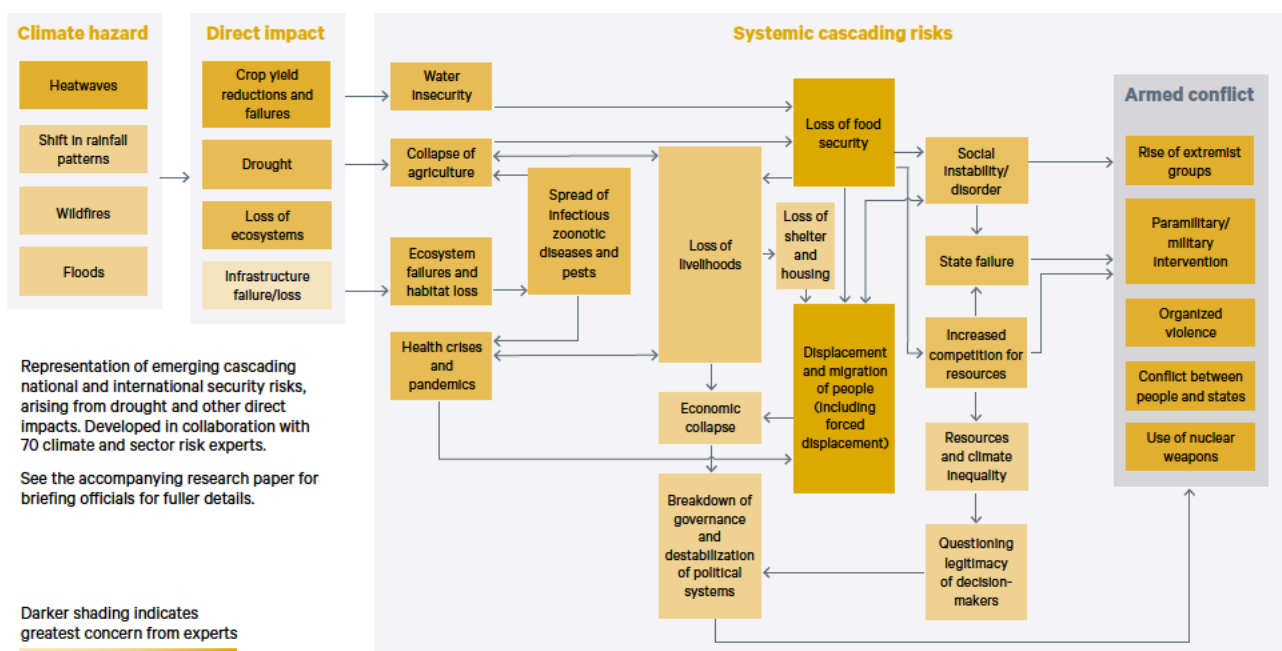 Climate hazard
Heatwaves
Shift in rainfall
patterns
Wildfires
Floods
Direct impact
Crop yield
reductions and
failures
Drought
Loss of
ecosystems
Infrastructure
failure/loss
Systemic cascading risks
Water
insecurity
Collapse of
agriculture
Spread of
infectious
zoonotic
diseases and
pests
Ecosystem
failures and
habitat loss
Health crises
and
pandemics
Loss of
livelihoods
Economic
collapse
Breakdown of
governance
and
destabilization
of political
systems
Loss of food
security
Loss of
shelter
and
housing
Displacement
and migration
of people
(including
forced
displacement)
Social
instability/
disorder
State failure
Increased
competition for
resources
Resources
and climate
inequality
Questioning
legitimacy
of decision-
makers
Armed conflict
Rise of extremist
groups
Paramilitary/
military
intervention
Organized
violence
Conflict between
people and states
Use of nuclear
weapons
Representation of emerging cascading
national and international security risks,
arising from drought and other direct
impacts. Developed in collaboration with
70 climate and sector risk experts.
See the accompanying research paper for
briefing officials for fuller details.
Darker shading indicates
greatest concern from experts